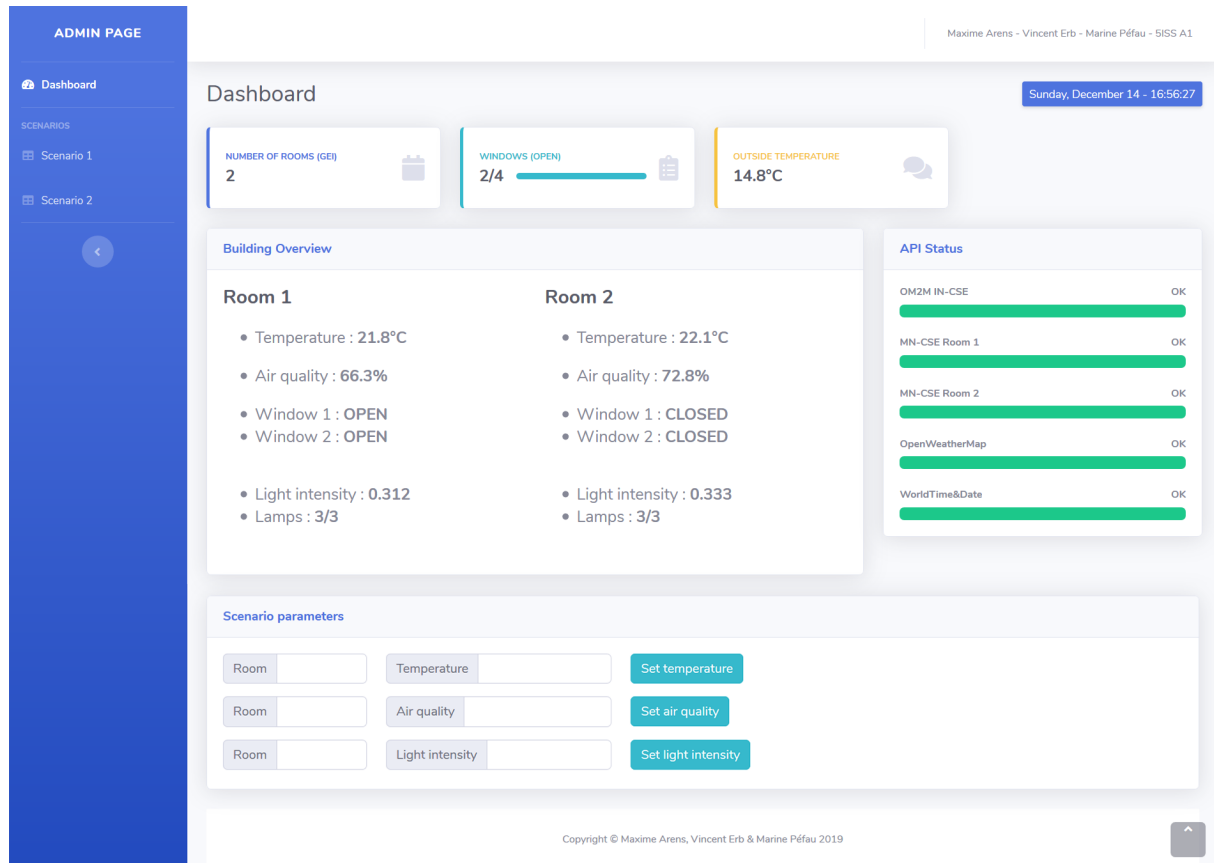 ADMIN PAGE
Maxime Arens - Vincent Erb - Marine Péfau - 5ISS A1
Dashboard
SCENARIOS
Scenario 1
Scenario 2
Dashboard
Sunday, December 14 - 16:56:27
NUMBER OF ROOMS (GEI)
2
WINDOWS (OPEN)
2/4
OUTSIDE TEMPERATURE
14.8°C
Building Overview
Room 1
Temperature : 21.8°C
Air quality : 66.3%
Window 1 : OPEN
Window 2 : OPEN
Light intensity : 0.312
Lamps : 3/3
Room 2
Temperature : 22.1°C
Air quality : 72.8%
Window 1 : CLOSED
Window 2 : CLOSED
Light intensity : 0.333
Lamps : 3/3
API Status
OM2M IN-CSE OK
MN-CSE Room 1 OK
MN-CSE Room 2 OK
OpenWeatherMap OK
WorldTime&Date OK
Scenario parameters
Room Temperature Set temperature
Room Air quality Set air quality
Room Light intensity Set light intensity
Copyright © Maxime Arens, Vincent Erb & Marine Péfau 2019